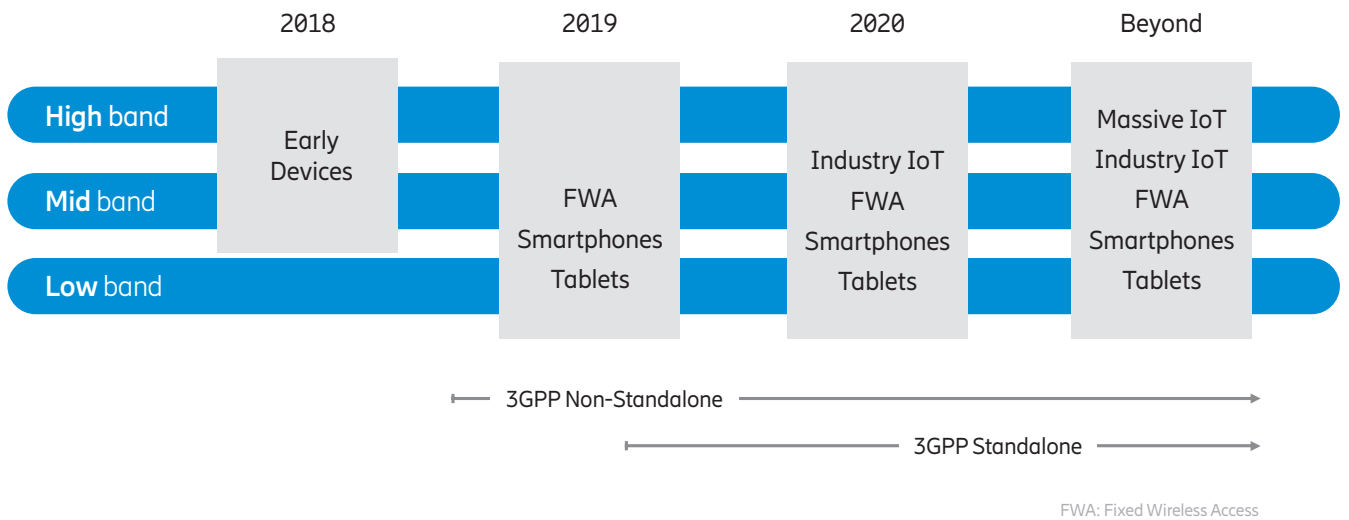 2018
2019
2020
Beyond
High band
Mid band
Low band
Early
Devices
FWA
Smartphones
Tablets
Industry IoT
FWA
Smartphones
Tablets
Massive IoT
Industry IoT
FWA
Smartphones
Tablets
3GPP Non-Standalone
3GPP Standalone
FWA: Fixed Wireless Access